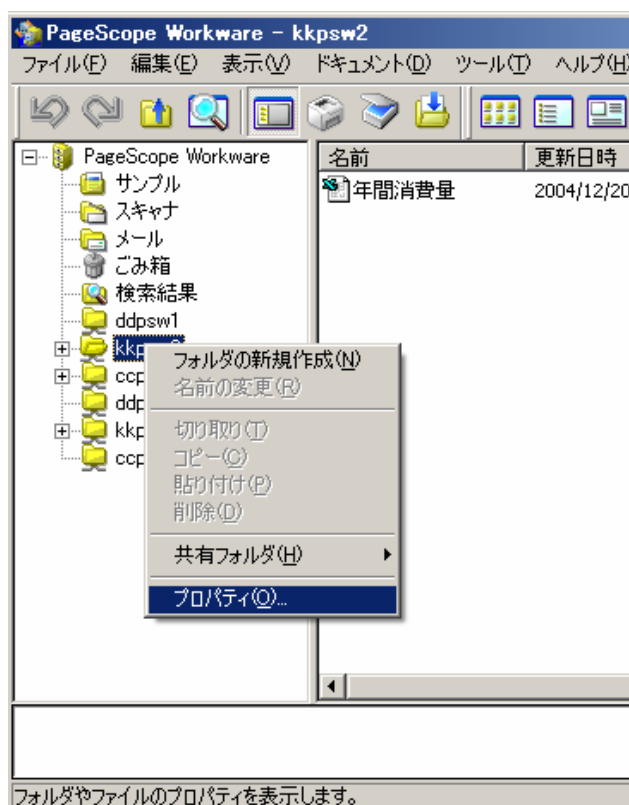 PageScope Workware - kkpsw2
ファイル(F) 編集(E) 表示(V) ドキュメント(D) ツール(T) ヘルプ(H)
PageScope Workware
サンプル
スキャナ
メール
ごみ箱
検索結果
ddpsw1
kkp
ccp
ddp
kkp
ccp
名前 更新日時
年間消費量 2004/12/20
フォルダの新規作成(N)
名前の変更(R)
切り取り(T)
コピー(C)
貼り付け(P)
削除(D)
共有フォルダ(H)
プロパティ(O)...
フォルダやファイルのプロパティを表示します。